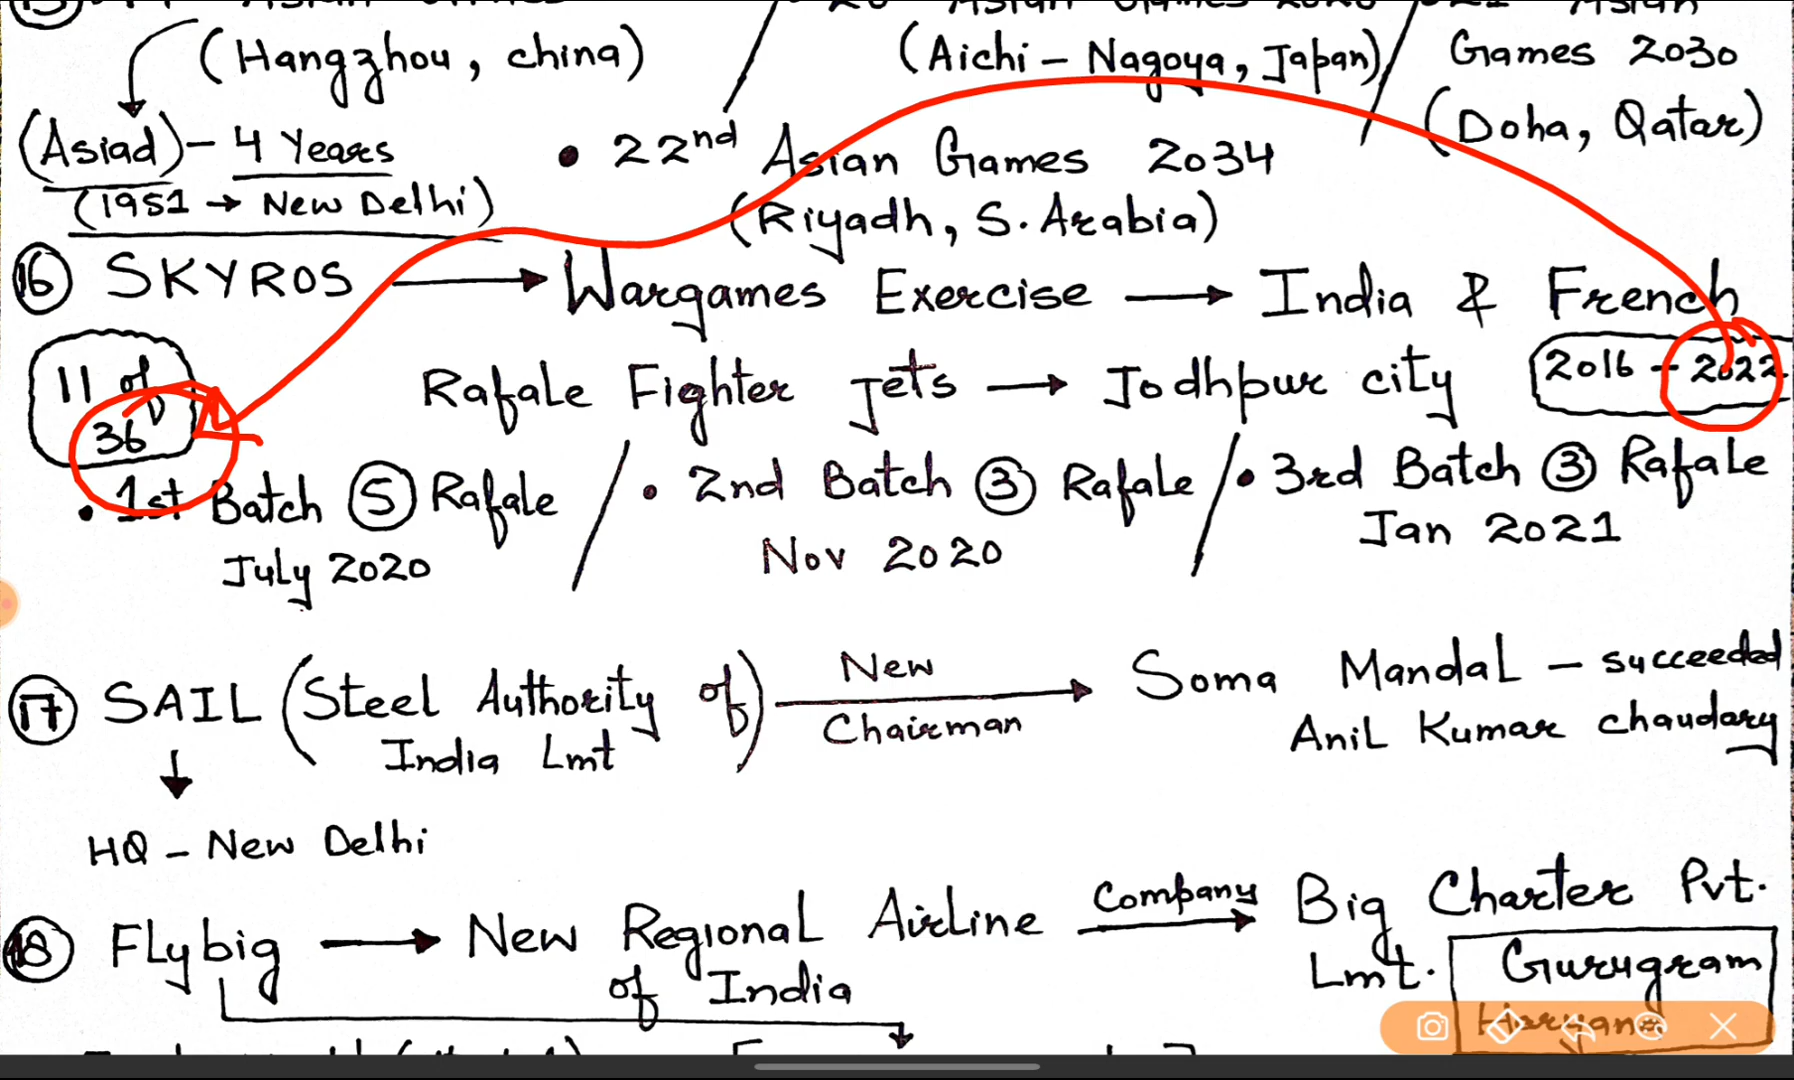 (Hangzhou, china)
(Aichi - Nagoya, Japan)
Games 2030
(Doha, Qatar)
(Asiad) - 4 Years
(1951 → New Delhi)
• 22nd Asian Games 2034
(Riyadh, S. Arabia)
16 SKYROS → Wargames Exercise → India & French
11 of
36
Rafale Fighter Jets → Jodhpur city
2016 - 2022
• 1st Batch 5 Rafale / • 2nd Batch 3 Rafale / • 3rd Batch 3 Rafale
July 2020
Nov 2020
Jan 2021
17 SAIL (Steel Authority of)
India Lmt
New
Chairman
→ Soma Mandal - succeeded
Anil Kumar chaudary
HQ - New Delhi
18 Flybig → New Regional Airline
of India
Company → Big Charter Pvt.
Lmt.
Gurugram
Haryana